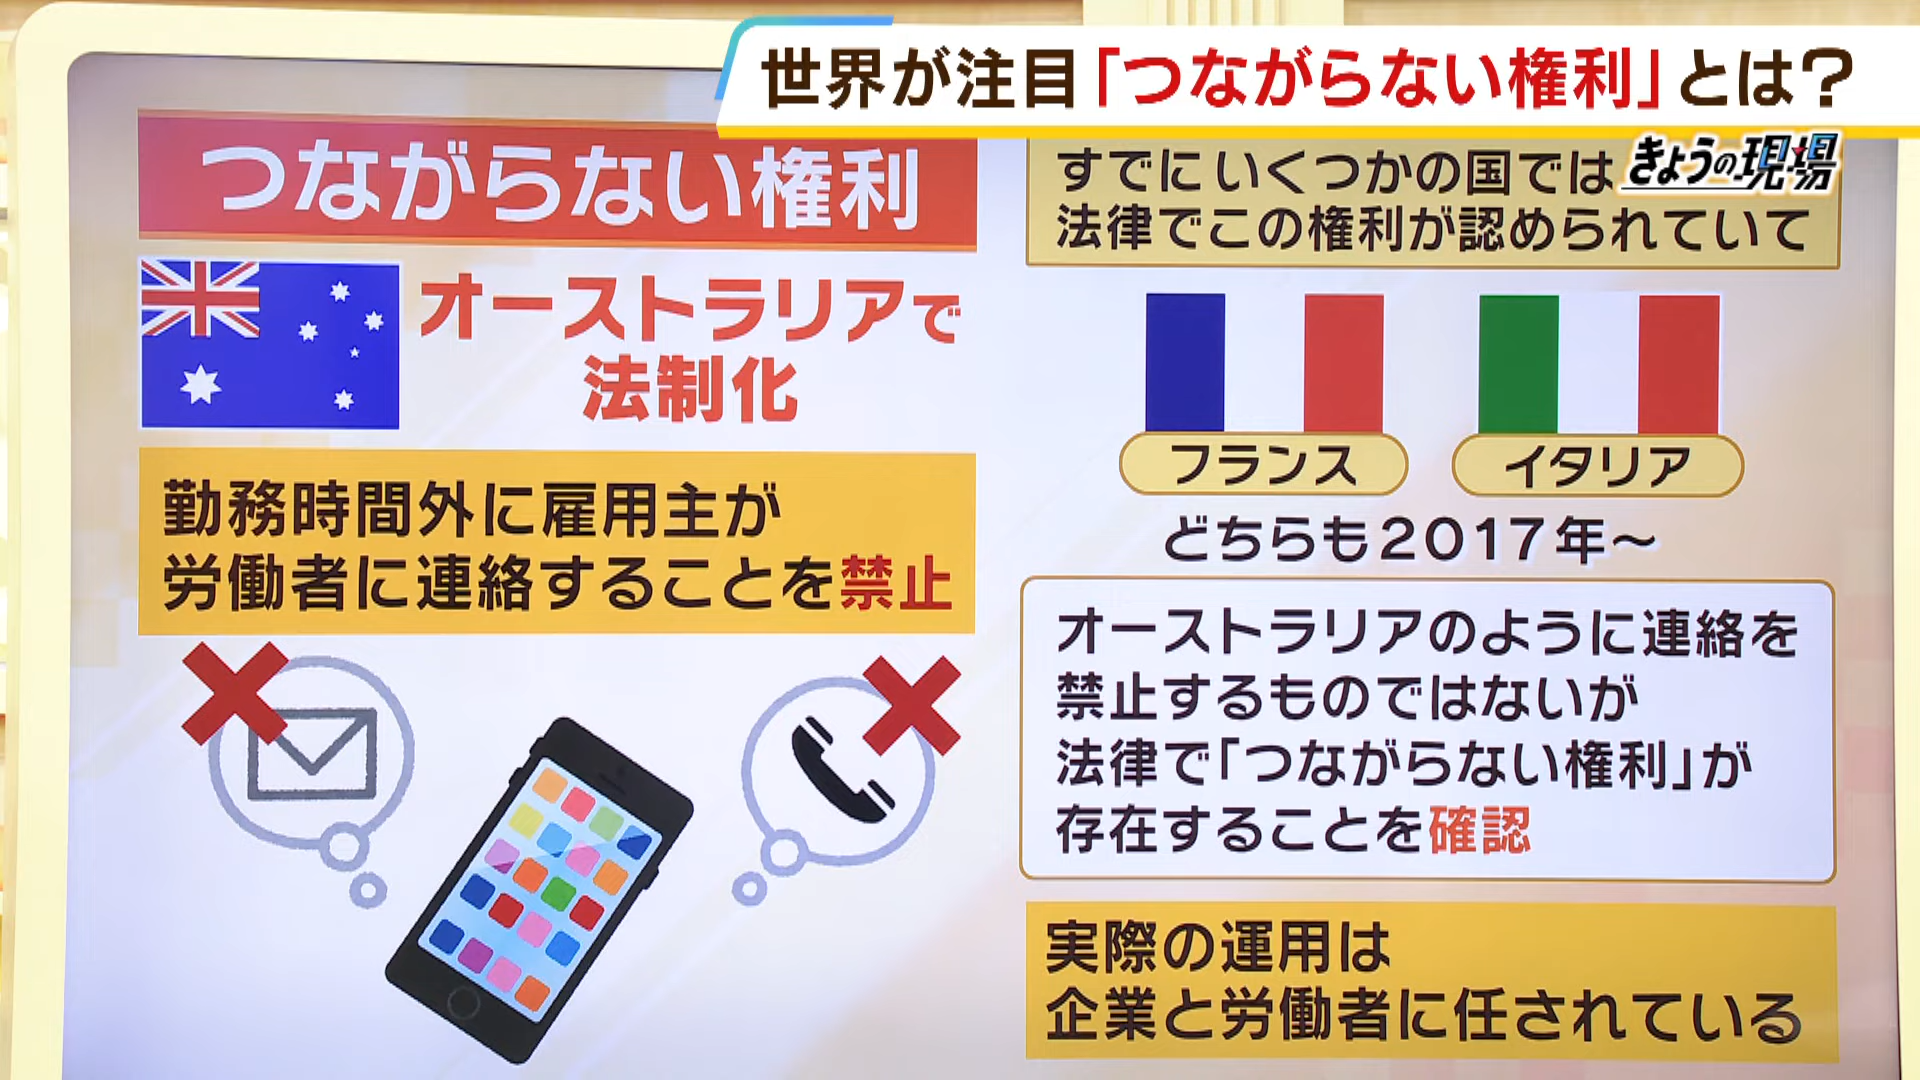 世界が注目「つながらない権利」とは?
きょうの現場
つながらない権利
オーストラリアで
法制化
勤務時間外に雇用主が
労働者に連絡することを禁止
すでにいくつかの国では
法律でこの権利が認められていて
フランス
イタリア
どちらも2017年～
オーストラリアのように連絡を
禁止するものではないが
法律で「つながらない権利」が
存在することを確認
実際の運用は
企業と労働者に任されている